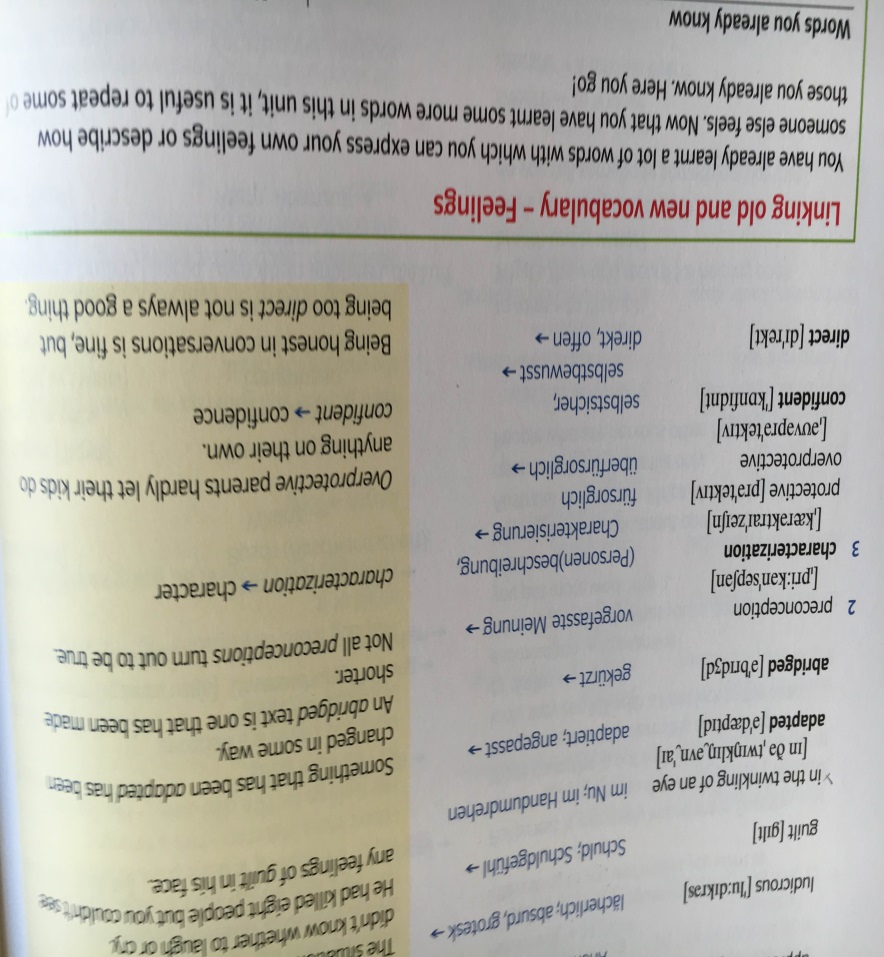 The
ludicrous [ˈluːdɪkrəs] lächerlich; absurd, grotesk → didn't know whether to laugh or cry.
He had killed eight people but you couldn't see
guilt [gɪlt] Schuld; Schuldgefühl → any feelings of guilt in his face.
in the twinkling of an eye im Nu; im Handumdrehen
[ɪn ðə ˌtwɪŋklɪŋ‿əvn‿ˈaɪ]
Something that has been adapted has been
adapted [əˈdæptɪd] adaptiert; angepasst → changed in some way.
An abridged text is one that has been made
abridged [əˈbrɪdʒd] gekürzt → shorter.
Not all preconceptions turn out to be true.
2 preconception vorgefasste Meinung →
[ˌpriːkənˈsepʃən]
characterization → character
3 characterization (Personen)beschreibung,
[ˌkærəktraɪˈzeɪʃn] Charakterisierung →
protective [prəˈtektɪv] fürsorglich
overprotective überfürsorglich → Overprotective parents hardly let their kids do
[ˌəʊvəprəˈtektɪv] anything on their own.
confident [ˈkɒnfɪdnt] selbstsicher, confident → confidence
selbstbewusst →
direct [dɪˈrekt] direkt, offen → Being honest in conversations is fine, but
being too direct is not always a good thing.
Linking old and new vocabulary – Feelings
You have already learnt a lot of words with which you can express your own feelings or describe how
someone else feels. Now that you have learnt some more words in this unit, it is useful to repeat some of
those you already know. Here you go!
Words you already know